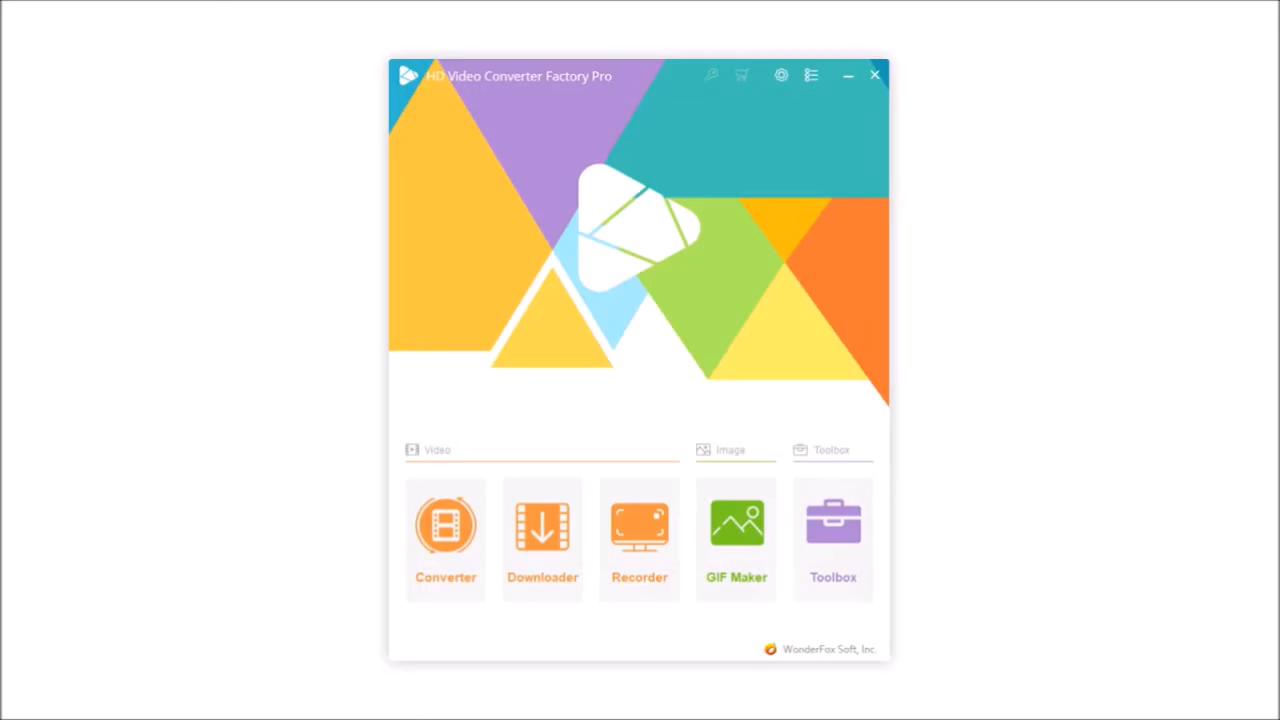 HD Video Converter Factory Pro
Video
Image
Toolbox
Converter
Downloader
Recorder
GIF Maker
Toolbox
WonderFox Soft, Inc.